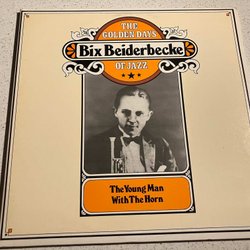 THE
GOLDEN DAYS
Bix Beiderbecke
OF JAZZ
The Young Man
With The Horn